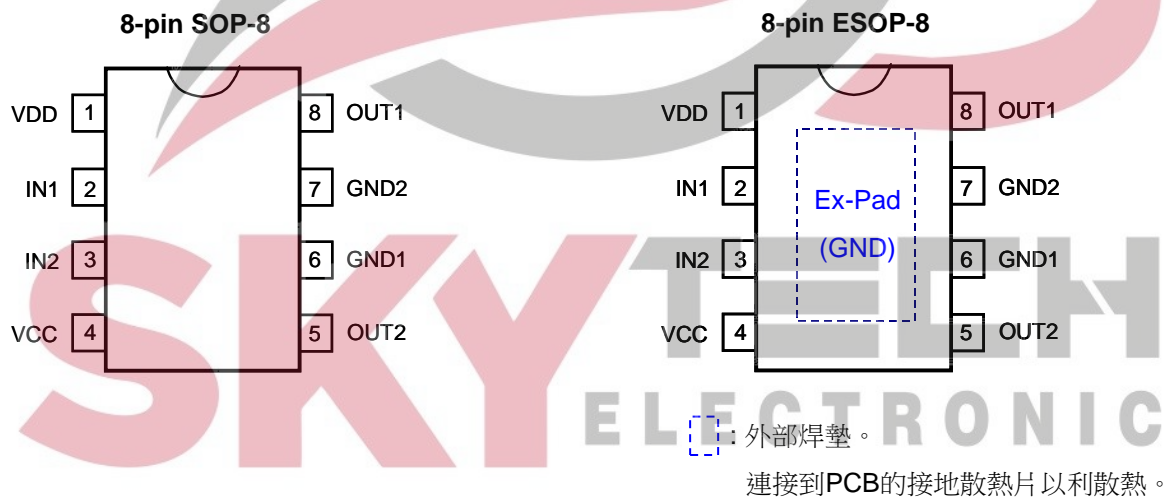 8-pin SOP-8
VDD 1
8 OUT1
IN1 2
7 GND2
IN2 3
6 GND1
VCC 4
5 OUT2
8-pin ESOP-8
VDD 1
8 OUT1
IN1 2
7 GND2
IN2 3
6 GND1
VCC 4
5 OUT2
Ex-Pad
(GND)
：外部焊墊。
連接到PCB的接地散熱片以利散熱。
SKYTECH
ELECTRONIC